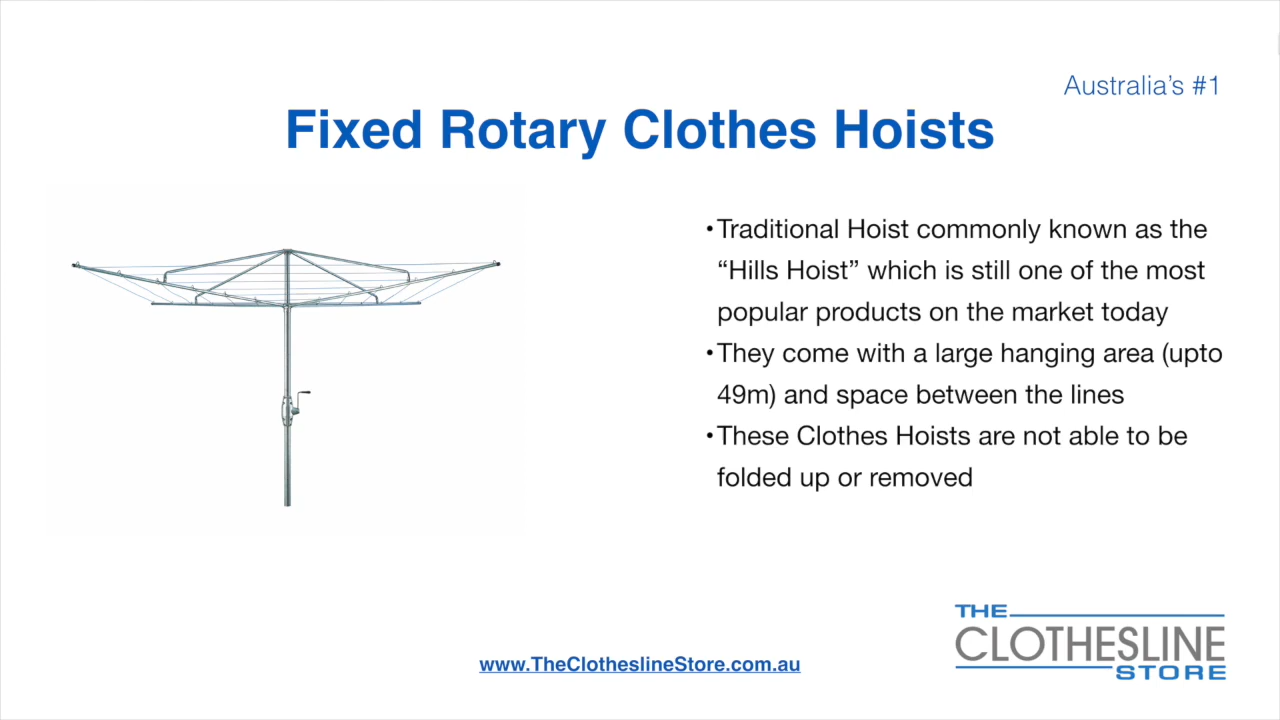 Australia's #1
Fixed Rotary Clothes Hoists
•Traditional Hoist commonly known as the
“Hills Hoist” which is still one of the most
popular products on the market today
•They come with a large hanging area (upto
49m) and space between the lines
•These Clothes Hoists are not able to be
folded up or removed
THE
CLOTHESLINE
STORE
www.TheClotheslineStore.com.au